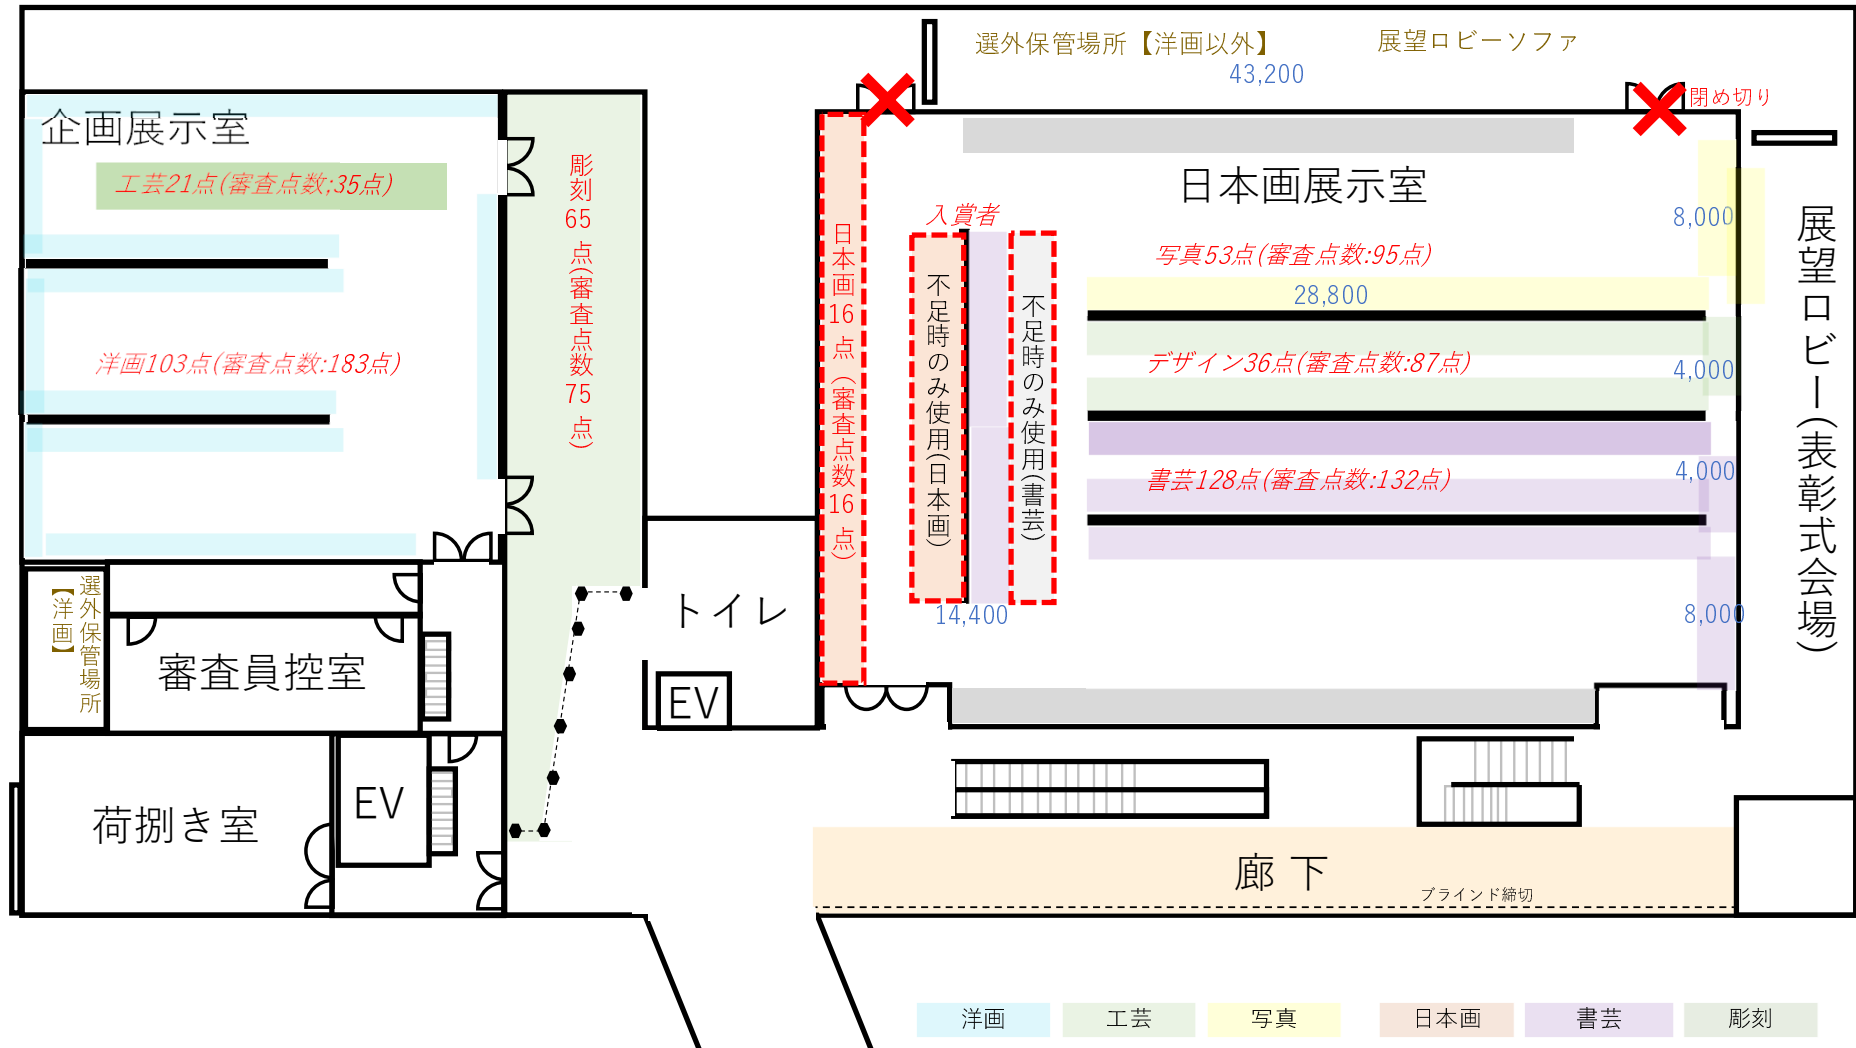 選外保管場所【洋画以外】
展望ロビーソファ
43,200
閉め切り
企画展示室
工芸21点(審査点数:35点)
洋画103点(審査点数:183点)
彫刻65点(審査点数75点)
日本画16点(審査点数16点)
入賞者
不足時のみ使用(日本画)
不足時のみ使用(書芸)
14,400
日本画展示室
写真53点(審査点数:95点)
28,800
デザイン36点(審査点数:87点)
書芸128点(審査点数:132点)
8,000
4,000
4,000
8,000
展望ロビー(表彰式会場)
選外保管場所
【洋画】
審査員控室
トイレ
EV
荷捌き室
EV
廊下
ブラインド締切
洋画
工芸
写真
日本画
書芸
彫刻